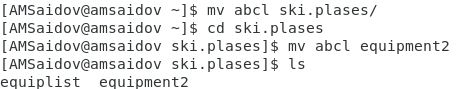 [AMSaidov@amsaidov ~]$ mv abcl ski.plases/
[AMSaidov@amsaidov ~]$ cd ski.plases
[AMSaidov@amsaidov ski.plases]$ mv abcl equipment2
[AMSaidov@amsaidov ski.plases]$ ls
equiplist  equipment2